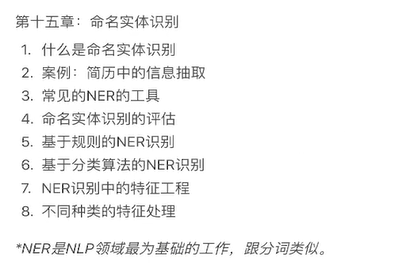 第十五章：命名实体识别
1. 什么是命名实体识别
2. 案例：简历中的信息抽取
3. 常见的NER的工具
4. 命名实体识别的评估
5. 基于规则的NER识别
6. 基于分类算法的NER识别
7. NER识别中的特征工程
8. 不同种类的特征处理
*NER是NLP领域最为基础的工作，跟分词类似。